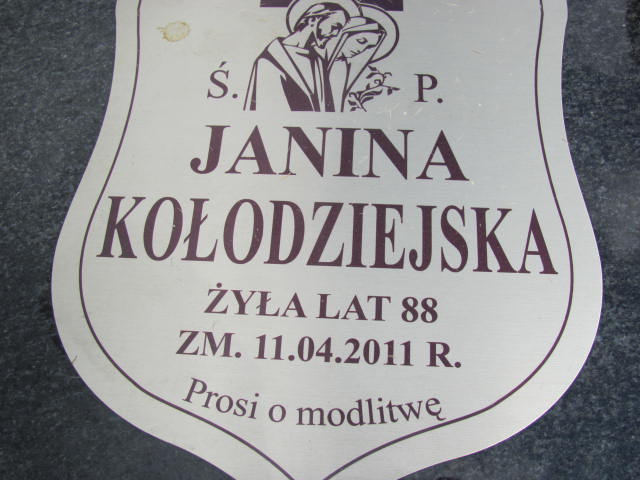 Ś. P.
JANINA
KOŁODZIEJSKA
ŻYŁA LAT 88
ZM. 11.04.2011 R.
Prosi o modlitwę